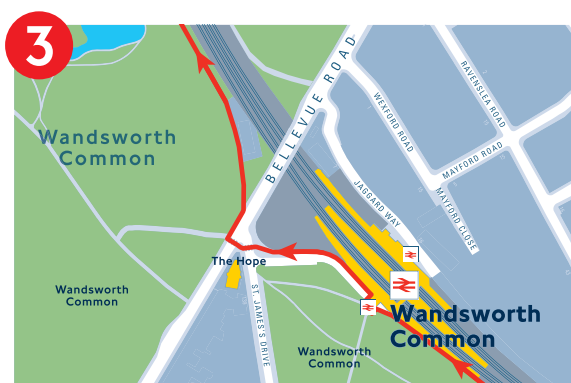 3
Wandsworth
Common
BELLEVUE ROAD
WEXFORD ROAD
RAVENSLEA ROAD
MAYFORD ROAD
JAGGARD WAY
MAYFORD CLOSE
The Hope
Wandsworth
Common
ST. JAMES'S DRIVE
Wandsworth
Common
Wandsworth
Common